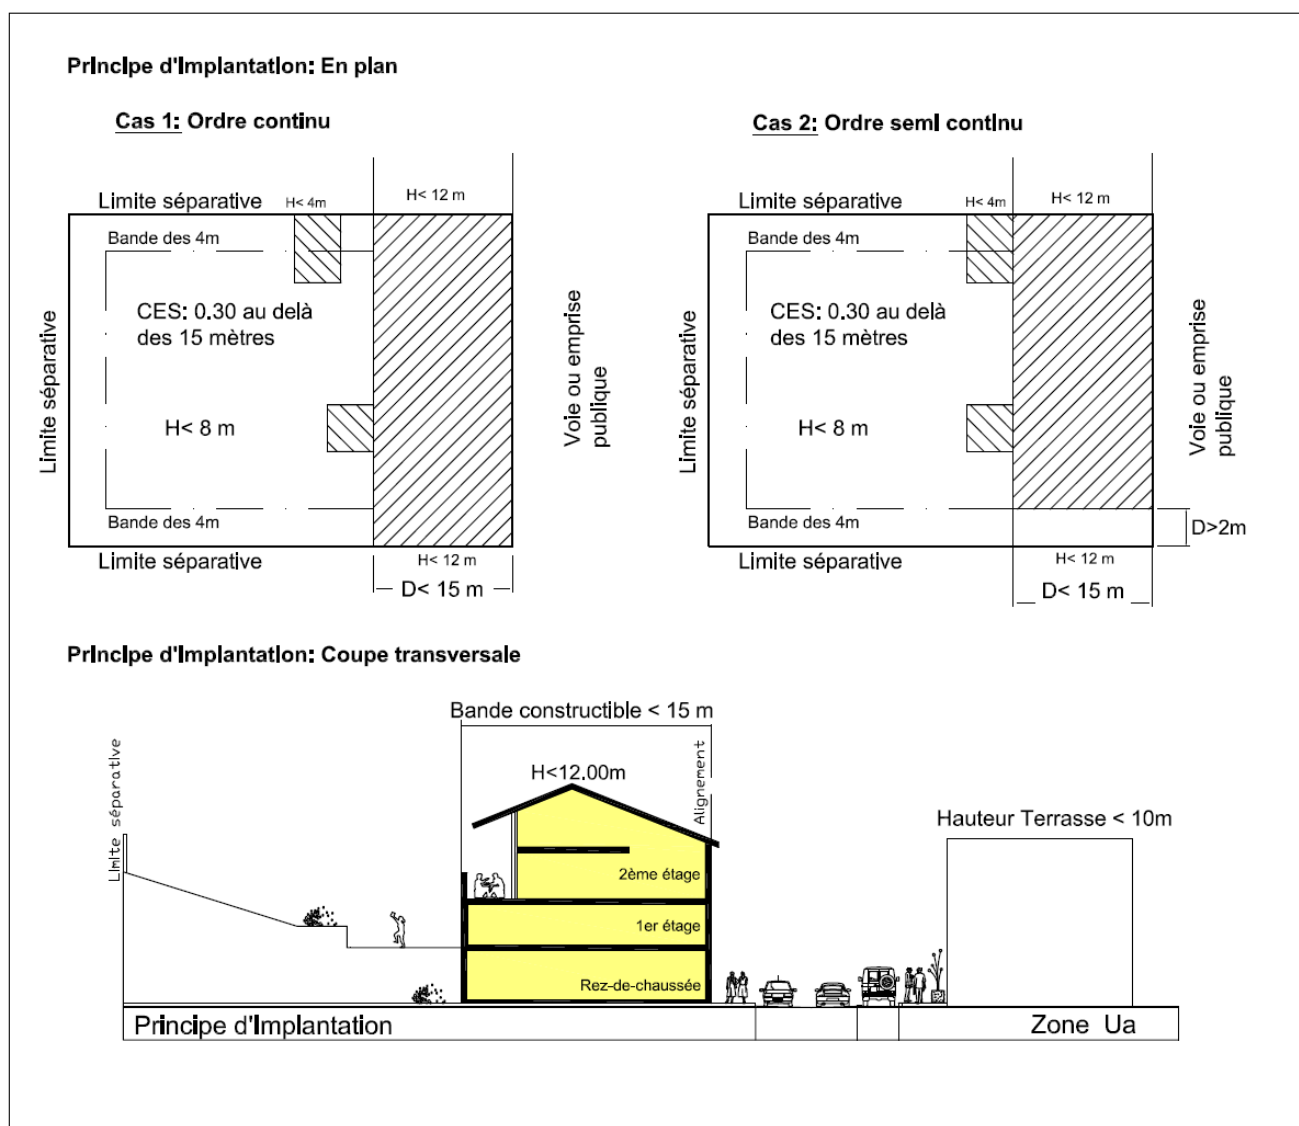 Principe d'Implantation: En plan
Cas 1: Ordre continu
Limite séparative
H< 4m
H< 12 m
Bande des 4m
CES: 0.30 au delà
des 15 mètres
H< 8 m
Limite séparative
Voie ou emprise
publique
Bande des 4m
Limite séparative
H< 12 m
D< 15 m
Cas 2: Ordre semi continu
Limite séparative
H< 4m
H< 12 m
Bande des 4m
CES: 0.30 au delà
des 15 mètres
H< 8 m
Limite séparative
Voie ou emprise
publique
Bande des 4m
D>2m
Limite séparative
H< 12 m
D< 15 m
Principe d'Implantation: Coupe transversale
Bande constructible < 15 m
Limite séparative
H<12.00m
Alignement
Hauteur Terrasse < 10m
2ème étage
1er étage
Rez-de-chaussée
Principe d'Implantation
Zone Ua